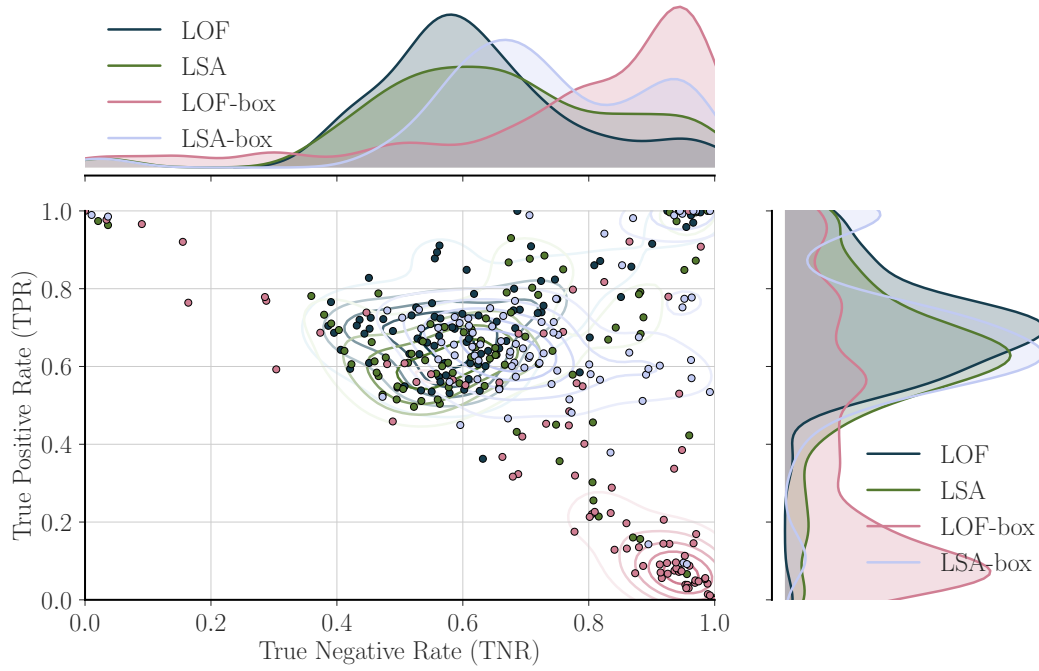 LOF
LSA
LOF-box
LSA-box
1.0
0.8
0.6
0.4
0.2
0.0
True Positive Rate (TPR)
0.0 0.2 0.4 0.6 0.8 1.0
True Negative Rate (TNR)
LOF
LSA
LOF-box
LSA-box